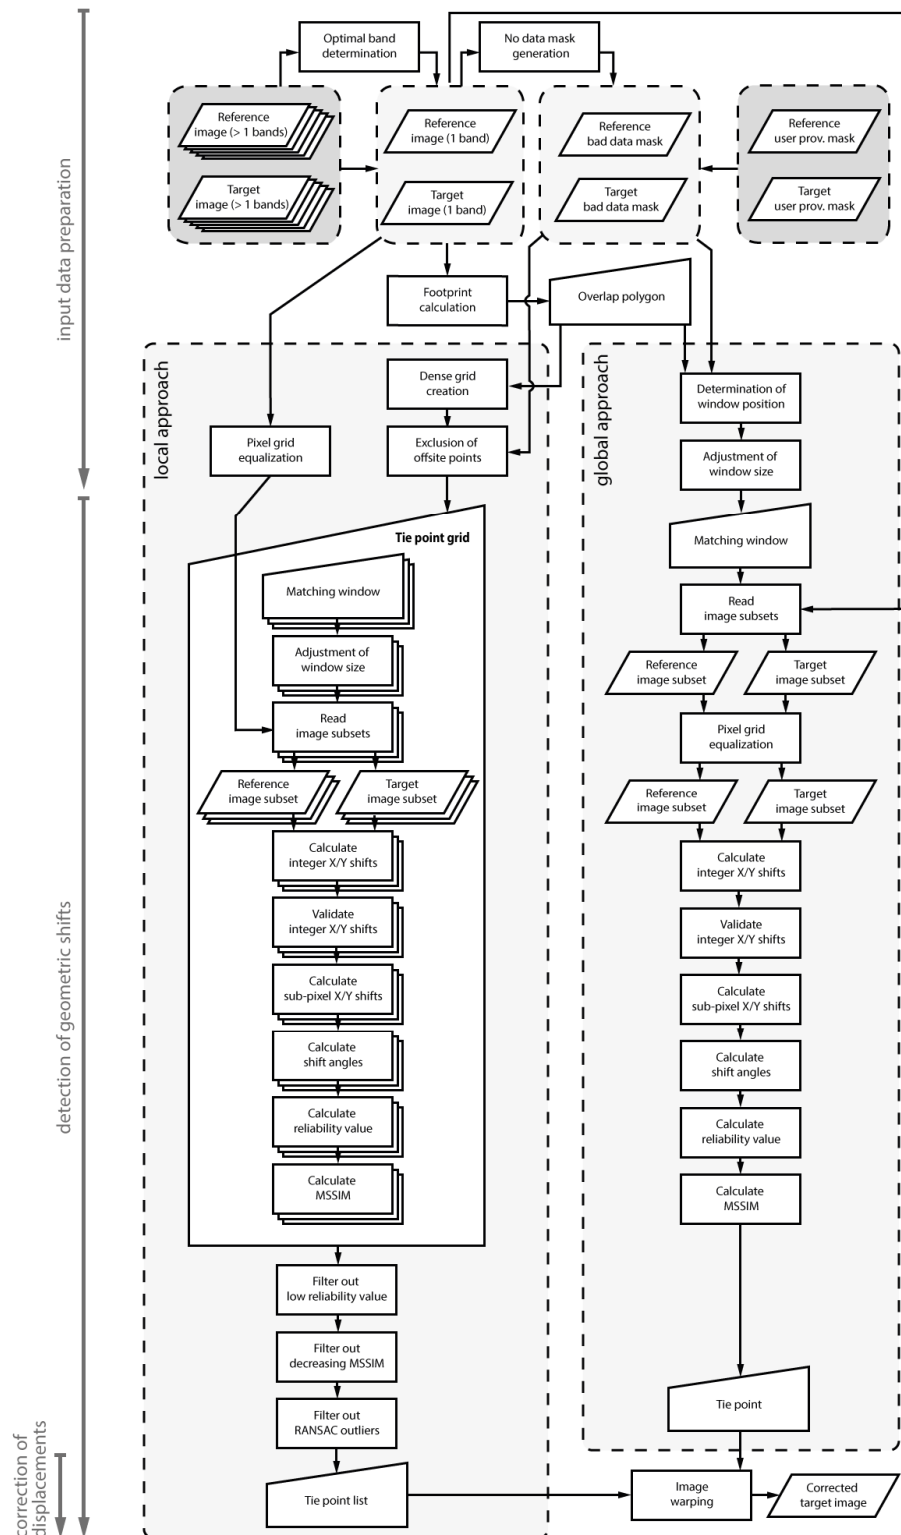 Optimal band
determination
No data mask
generation
Reference
image (> 1 bands)
Target
image (> 1 bands)
Reference
image (1 band)
Target
image (1 band)
Reference
bad data mask
Target
bad data mask
Reference
user prov. mask
Target
user prov. mask
input data preparation
Footprint
calculation
Overlap polygon
local approach
Dense grid
creation
Exclusion of
offsite points
Pixel grid
equalization
global approach
Determination of
window position
Adjustment of
window size
Matching window
Read
image subsets
Reference
image subset
Target
image subset
Pixel grid
equalization
Reference
image subset
Target
image subset
Calculate
integer X/Y shifts
Validate
integer X/Y shifts
Calculate
sub-pixel X/Y shifts
Calculate
shift angles
Calculate
reliability value
Calculate
MSSIM
Tie point
detection of geometric shifts
Tie point grid
Matching window
Adjustment of
window size
Read
image subsets
Reference
image subset
Target
image subset
Calculate
integer X/Y shifts
Validate
integer X/Y shifts
Calculate
sub-pixel X/Y shifts
Calculate
shift angles
Calculate
reliability value
Calculate
MSSIM
Filter out
low reliability value
Filter out
decreasing MSSIM
Filter out
RANSAC outliers
correction of
displacements
Tie point list
Image
warping
Corrected
target image